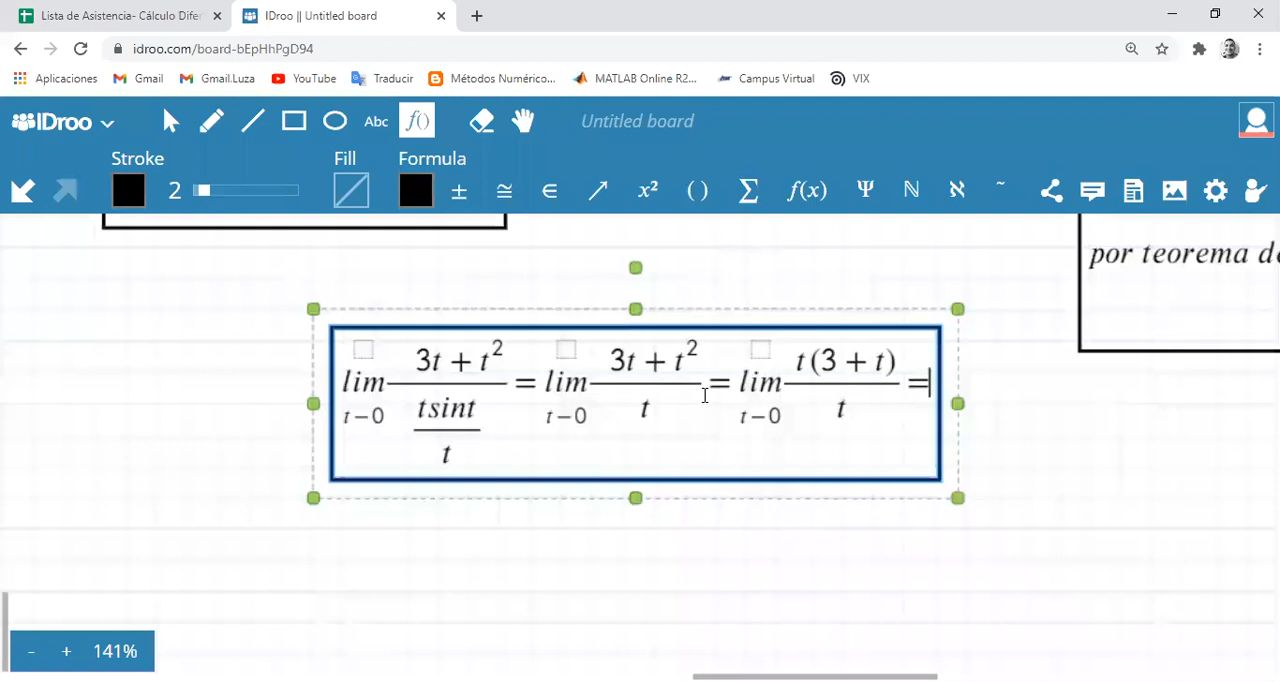 Lista de Asistencia- Cálculo Difer
IDroo || Untitled board
idroo.com/board-bEpHhPgD94
Aplicaciones
Gmail
Gmail.Luza
YouTube
Traducir
Métodos Numérico...
MATLAB Online R2...
Campus Virtual
VIX
IDroo
Abc
f()
Untitled board
Stroke
Fill
Formula
2
± ≅ ∈ x² ( ) ∑ f(x) Ψ ℕ ℵ ~
por teorema de
lim t−0 (3t + t²)/((tsint)/t) = lim t−0 (3t + t²)/t = lim t−0 (t(3 + t))/t =
- + 141%